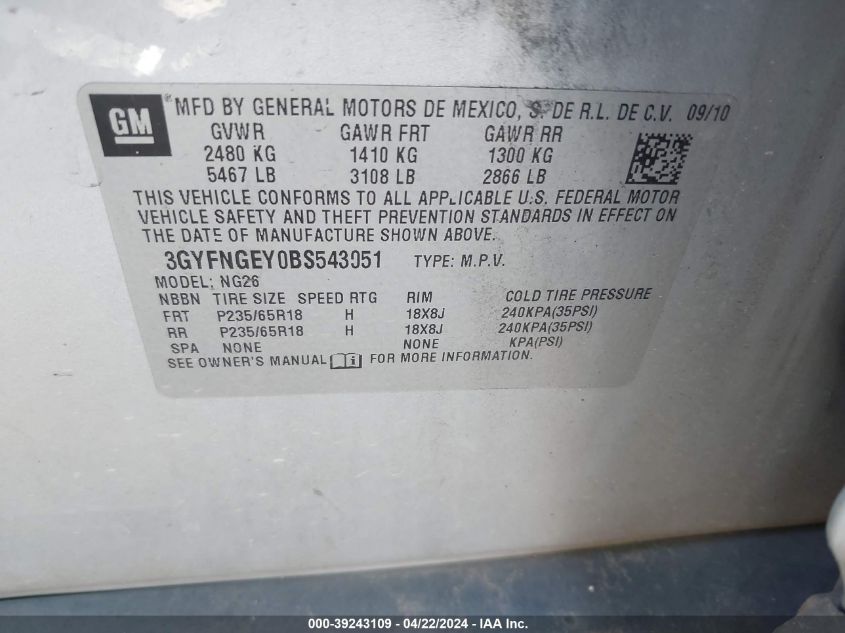 GM
® MFD BY GENERAL MOTORS DE MEXICO, S. DE R.L. DE C.V. 09/10
GVWR GAWR FRT GAWR RR
2480 KG 1410 KG 1300 KG
5467 LB 3108 LB 2866 LB
THIS VEHICLE CONFORMS TO ALL APPLICABLE U.S. FEDERAL MOTOR
VEHICLE SAFETY AND THEFT PREVENTION STANDARDS IN EFFECT ON
THE DATE OF MANUFACTURE SHOWN ABOVE.
3GYFNGEY0BS543051 TYPE: M.P.V.
MODEL: NG26
NBBN TIRE SIZE SPEED RTG RIM COLD TIRE PRESSURE
FRT P235/65R18 H 18X8J 240KPA(35PSI)
RR P235/65R18 H 18X8J 240KPA(35PSI)
SPA NONE NONE KPA(PSI)
SEE OWNER'S MANUAL i FOR MORE INFORMATION.
000-39243109 - 04/22/2024 - IAA Inc.